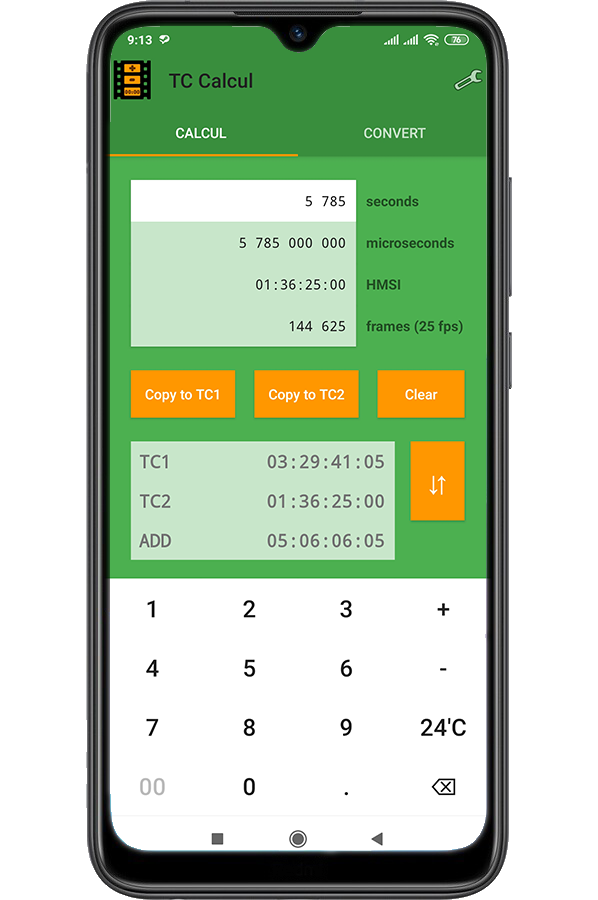 9:13 76
+
-
00:00
TC Calcul
CALCUL CONVERT
5 785 seconds
5 785 000 000 microseconds
01:36:25:00 HMSI
144 625 frames (25 fps)
Copy to TC1 Copy to TC2 Clear
TC1 03:29:41:05
TC2 01:36:25:00
ADD 05:06:06:05
1 2 3 +
4 5 6 -
7 8 9 24'C
00 0 .